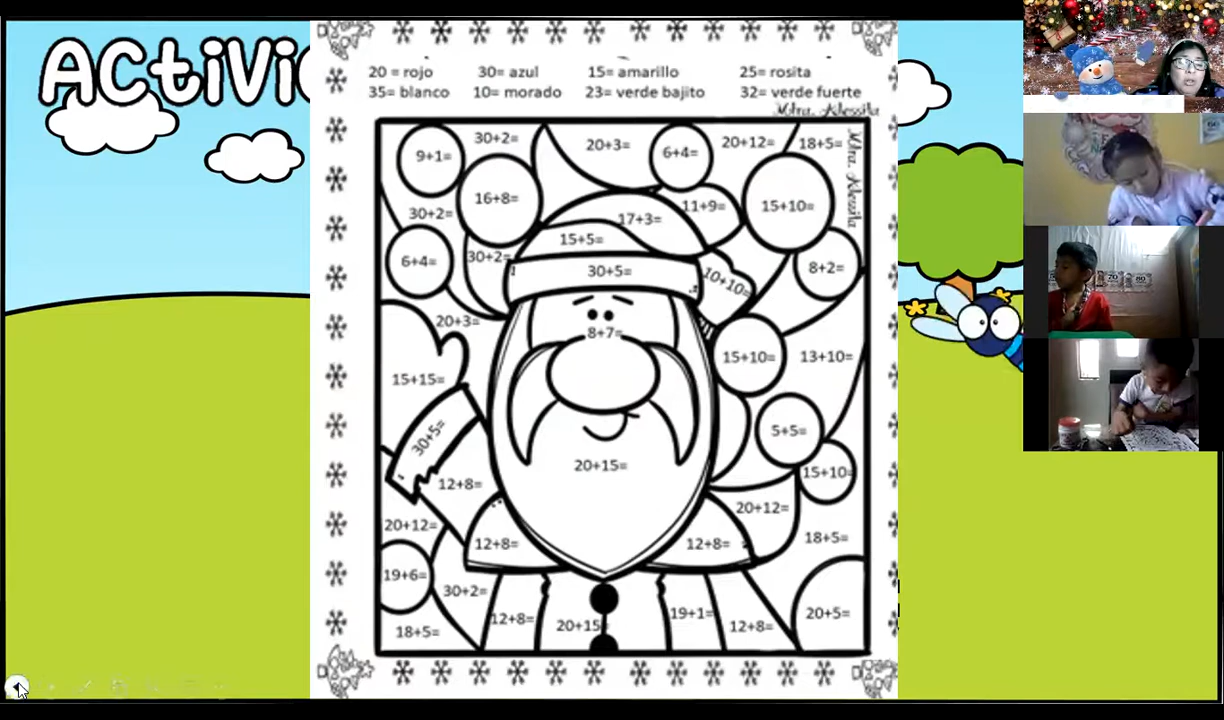 ACtiVi
20 = rojo 30= azul 15= amarillo 25= rosita
35= blanco 10= morado 23= verde bajito 32= verde fuerte
Mtra. Alessita
Mtra. Alessita
9+1= 30+2= 20+3= 6+4= 20+12= 18+5=
16+8= 30+2= 17+3= 11+9= 15+10=
15+5=
6+4= 30+2= 30+5= 10+10= 8+2=
20+3= 8+7=
15+15= 15+10= 13+10=
30+5= 5+5=
12+8= 20+15= 15+10=
20+12= 20+12=
12+8= 12+8= 18+5=
19+6= 30+2=
18+5= 12+8= 20+15= 19+1= 12+8= 20+5=
70 80